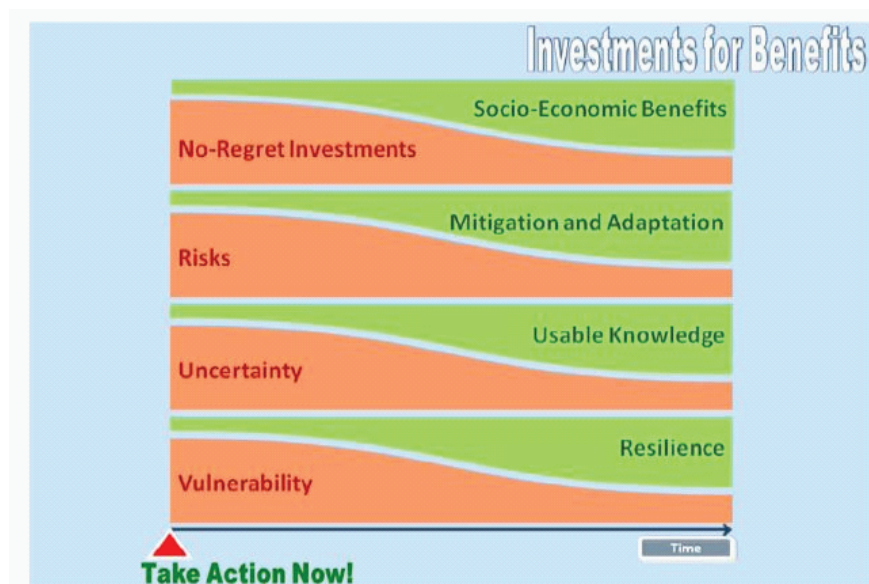 Investments for Benefits
Socio-Economic Benefits
No-Regret Investments
Mitigation and Adaptation
Risks
Usable Knowledge
Uncertainty
Resilience
Vulnerability
Time
Take Action Now!